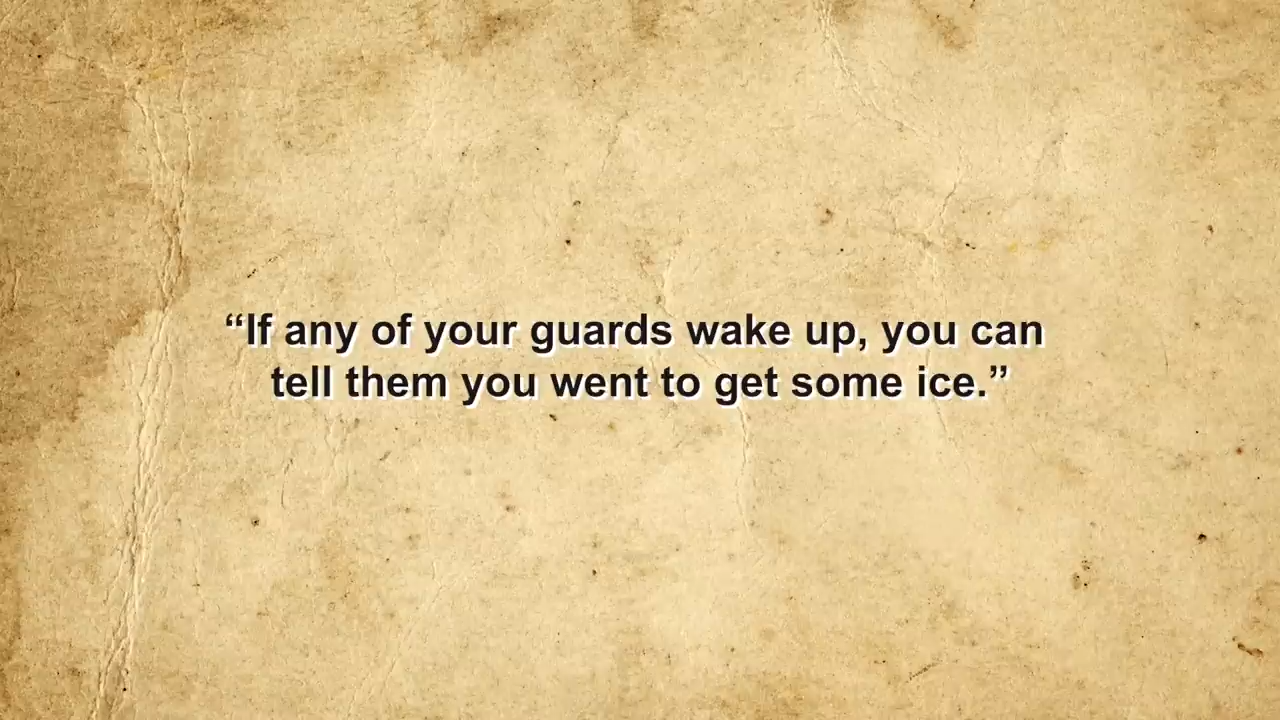 “If any of your guards wake up, you can
tell them you went to get some ice.”